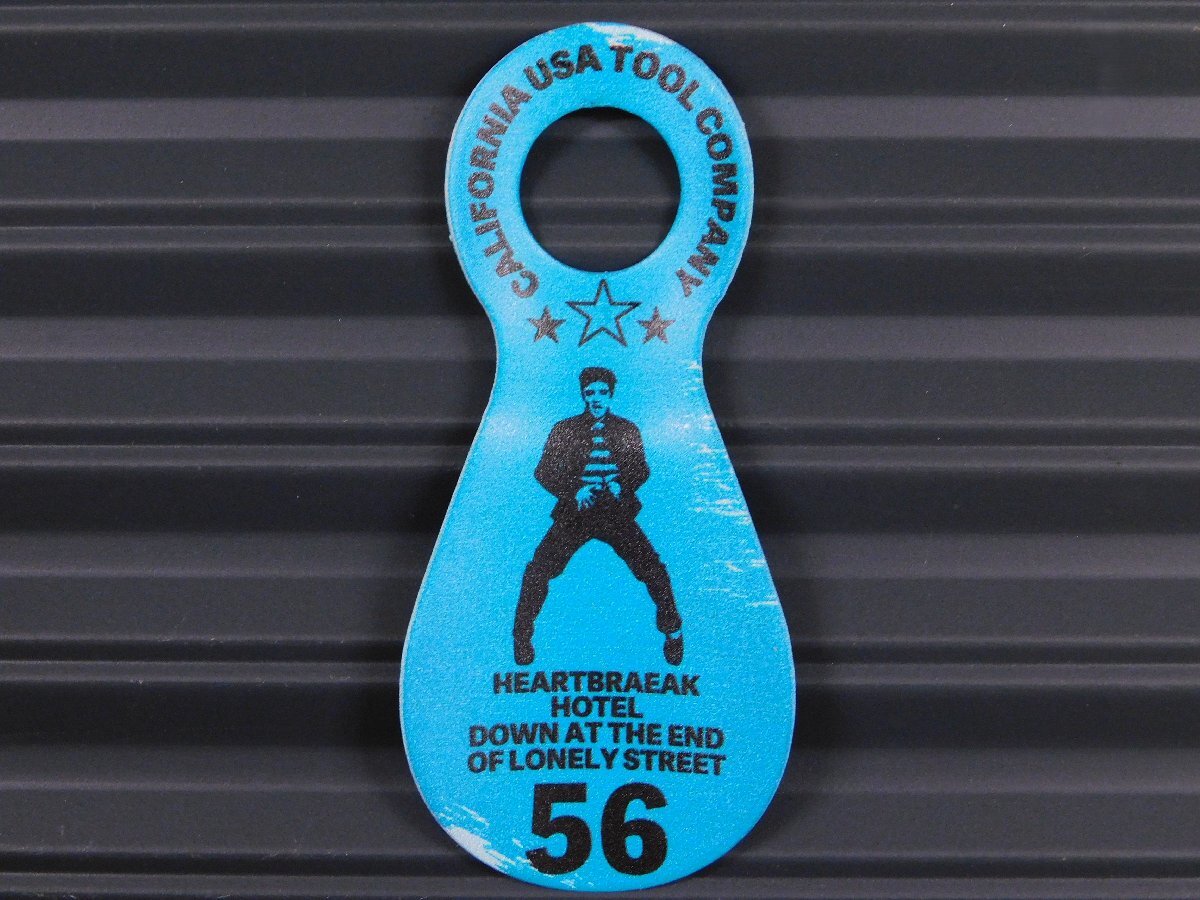 CALIFORNIA USA TOOL COMPANY
HEARTBRAEAK
HOTEL
DOWN AT THE END
OF LONELY STREET
56